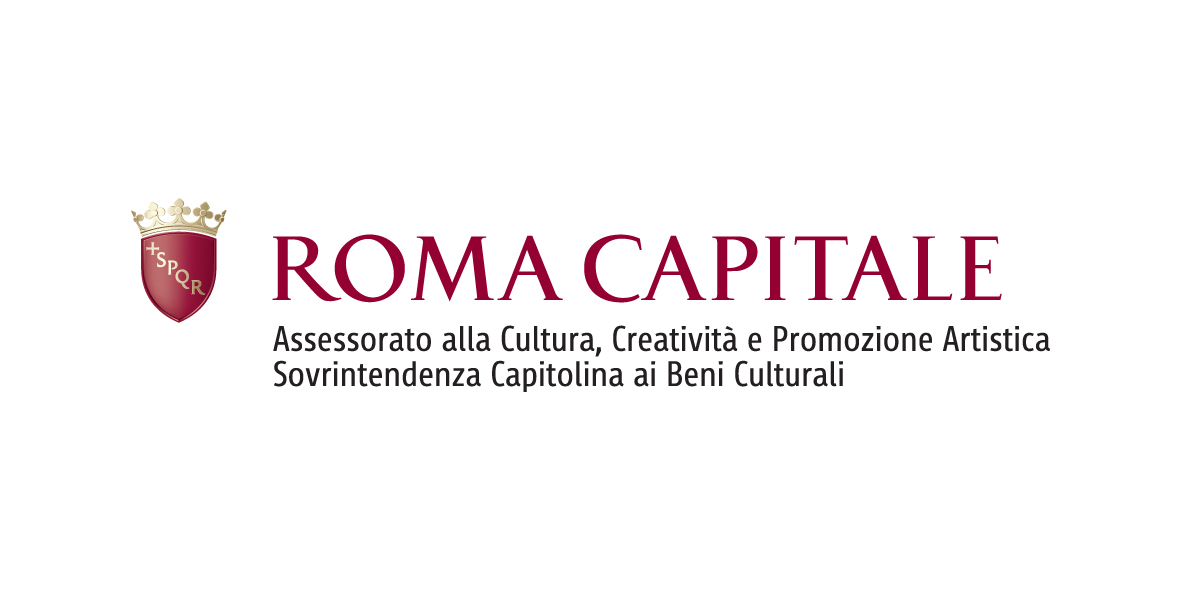 SPQR
ROMA CAPITALE
Assessorato alla Cultura, Creatività e Promozione Artistica
Sovrintendenza Capitolina ai Beni Culturali